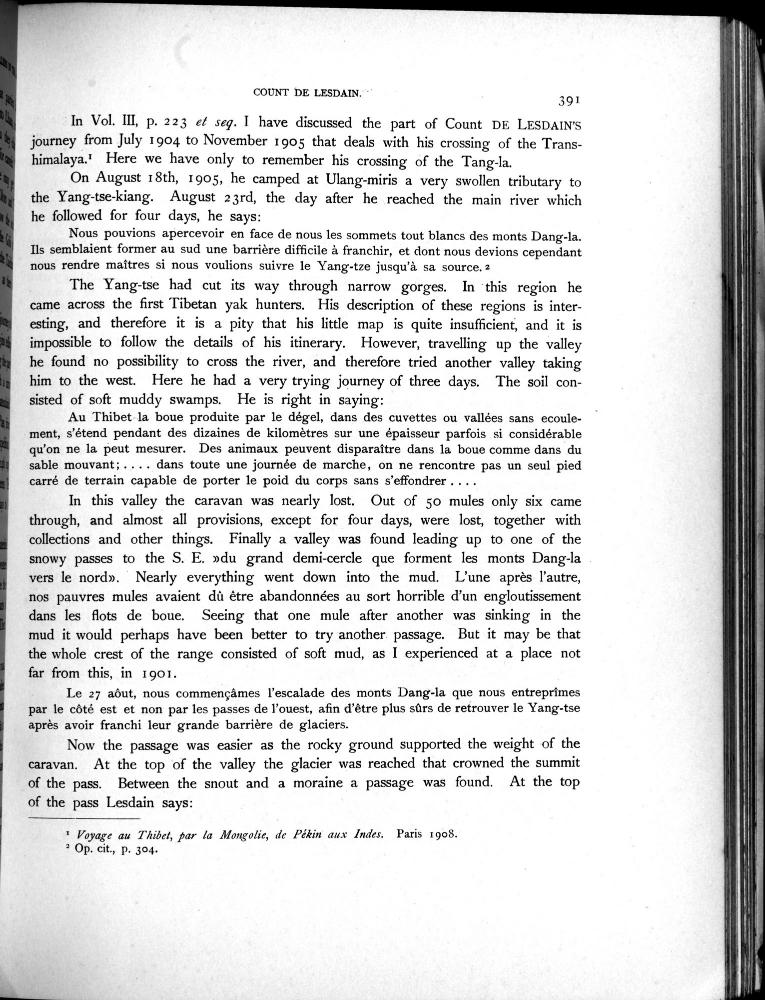 COUNT DE LESDAIN.
391
In Vol. III, p. 223 et seq. I have discussed the part of Count DE LESDAIN'S
journey from July 1904 to November 1905 that deals with his crossing of the Trans-
himalaya.¹ Here we have only to remember his crossing of the Tang-la.
On August 18th, 1905, he camped at Ulang-miris a very swollen tributary to
the Yang-tse-kiang. August 23rd, the day after he reached the main river which
he followed for four days, he says:
Nous pouvions apercevoir en face de nous les sommets tout blancs des monts Dang-la.
Ils semblaient former au sud une barrière difficile à franchir, et dont nous devions cependant
nous rendre maîtres si nous voulions suivre le Yang-tze jusqu'à sa source.²
The Yang-tse had cut its way through narrow gorges. In this region he
came across the first Tibetan yak hunters. His description of these regions is inter-
esting, and therefore it is a pity that his little map is quite insufficient, and it is
impossible to follow the details of his itinerary. However, travelling up the valley
he found no possibility to cross the river, and therefore tried another valley taking
him to the west. Here he had a very trying journey of three days. The soil con-
sisted of soft muddy swamps. He is right in saying:
Au Thibet la boue produite par le dégel, dans des cuvettes ou vallées sans ecoule-
ment, s'étend pendant des dizaines de kilomètres sur une épaisseur parfois si considérable
qu'on ne la peut mesurer. Des animaux peuvent disparaître dans la boue comme dans du
sable mouvant; .... dans toute une journée de marche, on ne rencontre pas un seul pied
carré de terrain capable de porter le poid du corps sans s'effondrer ....
In this valley the caravan was nearly lost. Out of 50 mules only six came
through, and almost all provisions, except for four days, were lost, together with
collections and other things. Finally a valley was found leading up to one of the
snowy passes to the S. E. »du grand demi-cercle que forment les monts Dang-la
vers le nord». Nearly everything went down into the mud. L'une après l'autre,
nos pauvres mules avaient dû être abandonnées au sort horrible d'un engloutissement
dans les flots de boue. Seeing that one mule after another was sinking in the
mud it would perhaps have been better to try another passage. But it may be that
the whole crest of the range consisted of soft mud, as I experienced at a place not
far from this, in 1901.
Le 27 aôut, nous commençâmes l'escalade des monts Dang-la que nous entreprîmes
par le côté est et non par les passes de l'ouest, afin d'être plus sûrs de retrouver le Yang-tse
après avoir franchi leur grande barrière de glaciers.
Now the passage was easier as the rocky ground supported the weight of the
caravan. At the top of the valley the glacier was reached that crowned the summit
of the pass. Between the snout and a moraine a passage was found. At the top
of the pass Lesdain says:
¹ Voyage au Thibet, par la Mongolie, de Pékin aux Indes. Paris 1908.
² Op. cit., p. 304.